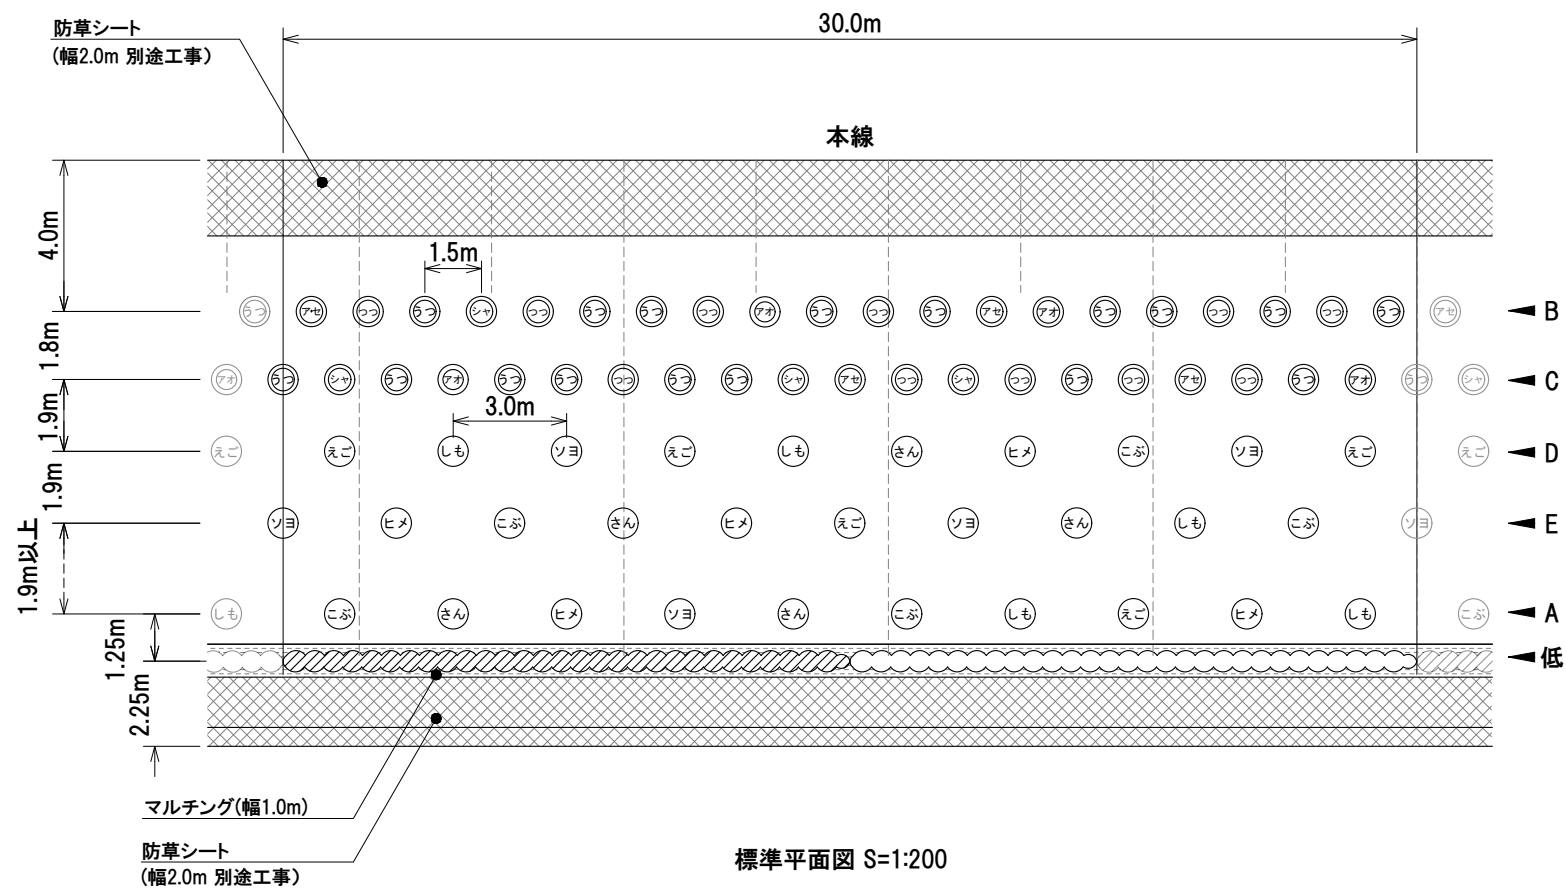 防草シート
(幅2.0m 別途工事)
30.0m
本線
4.0m
1.5m
うつ アセ つつ うつ シャ つつ うつ うつ つつ アオ うつ つつ うつ アセ アオ うつ うつ つつ うつ つつ うつ アセ
B
1.8m
アオ うつ シャ うつ アオ うつ うつ つつ うつ うつ シャ アセ つつ シャ つつ うつ つつ アセ つつ うつ アオ うつ シャ
C
1.9m
3.0m
えご えご しも ソヨ えご しも さん ヒメ こぶ ソヨ えご えご
D
1.9m
ソヨ ヒメ こぶ さん ヒメ えご ソヨ さん しも こぶ ソヨ
E
1.9m以上
しも こぶ さん ヒメ ソヨ さん こぶ しも えご ヒメ しも こぶ
A
1.25m
低
2.25m
マルチング(幅1.0m)
防草シート
(幅2.0m 別途工事)
標準平面図 S=1:200